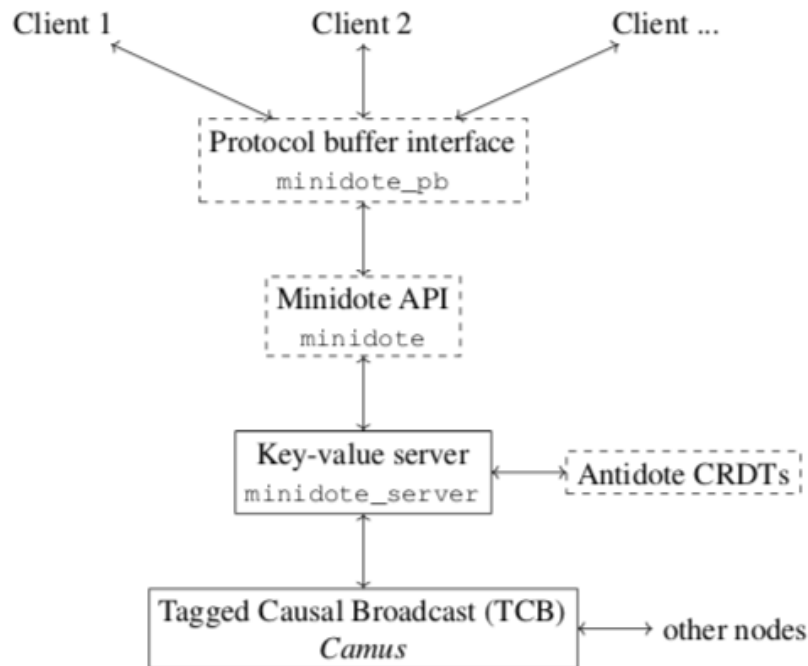 Client 1
Client 2
Client ...
Protocol buffer interface
minidote_pb
Minidote API
minidote
Key-value server
minidote_server
Antidote CRDTs
Tagged Causal Broadcast (TCB)
Camus
other nodes